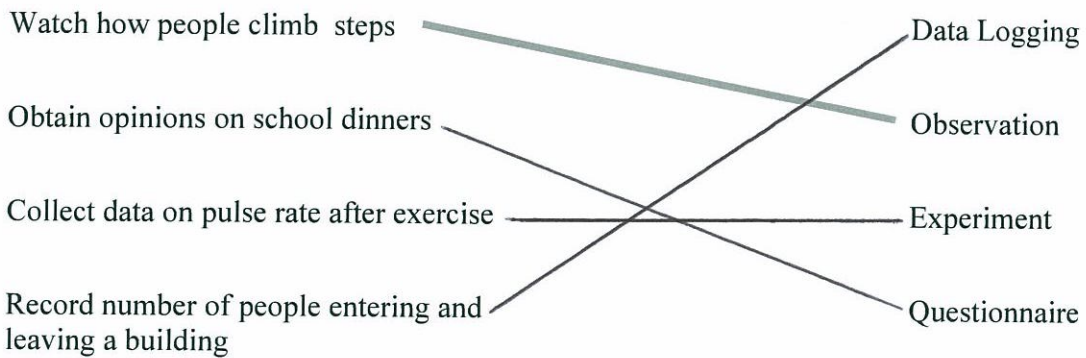 Watch how people climb steps
Data Logging
Obtain opinions on school dinners
Observation
Collect data on pulse rate after exercise
Experiment
Record number of people entering and
leaving a building
Questionnaire